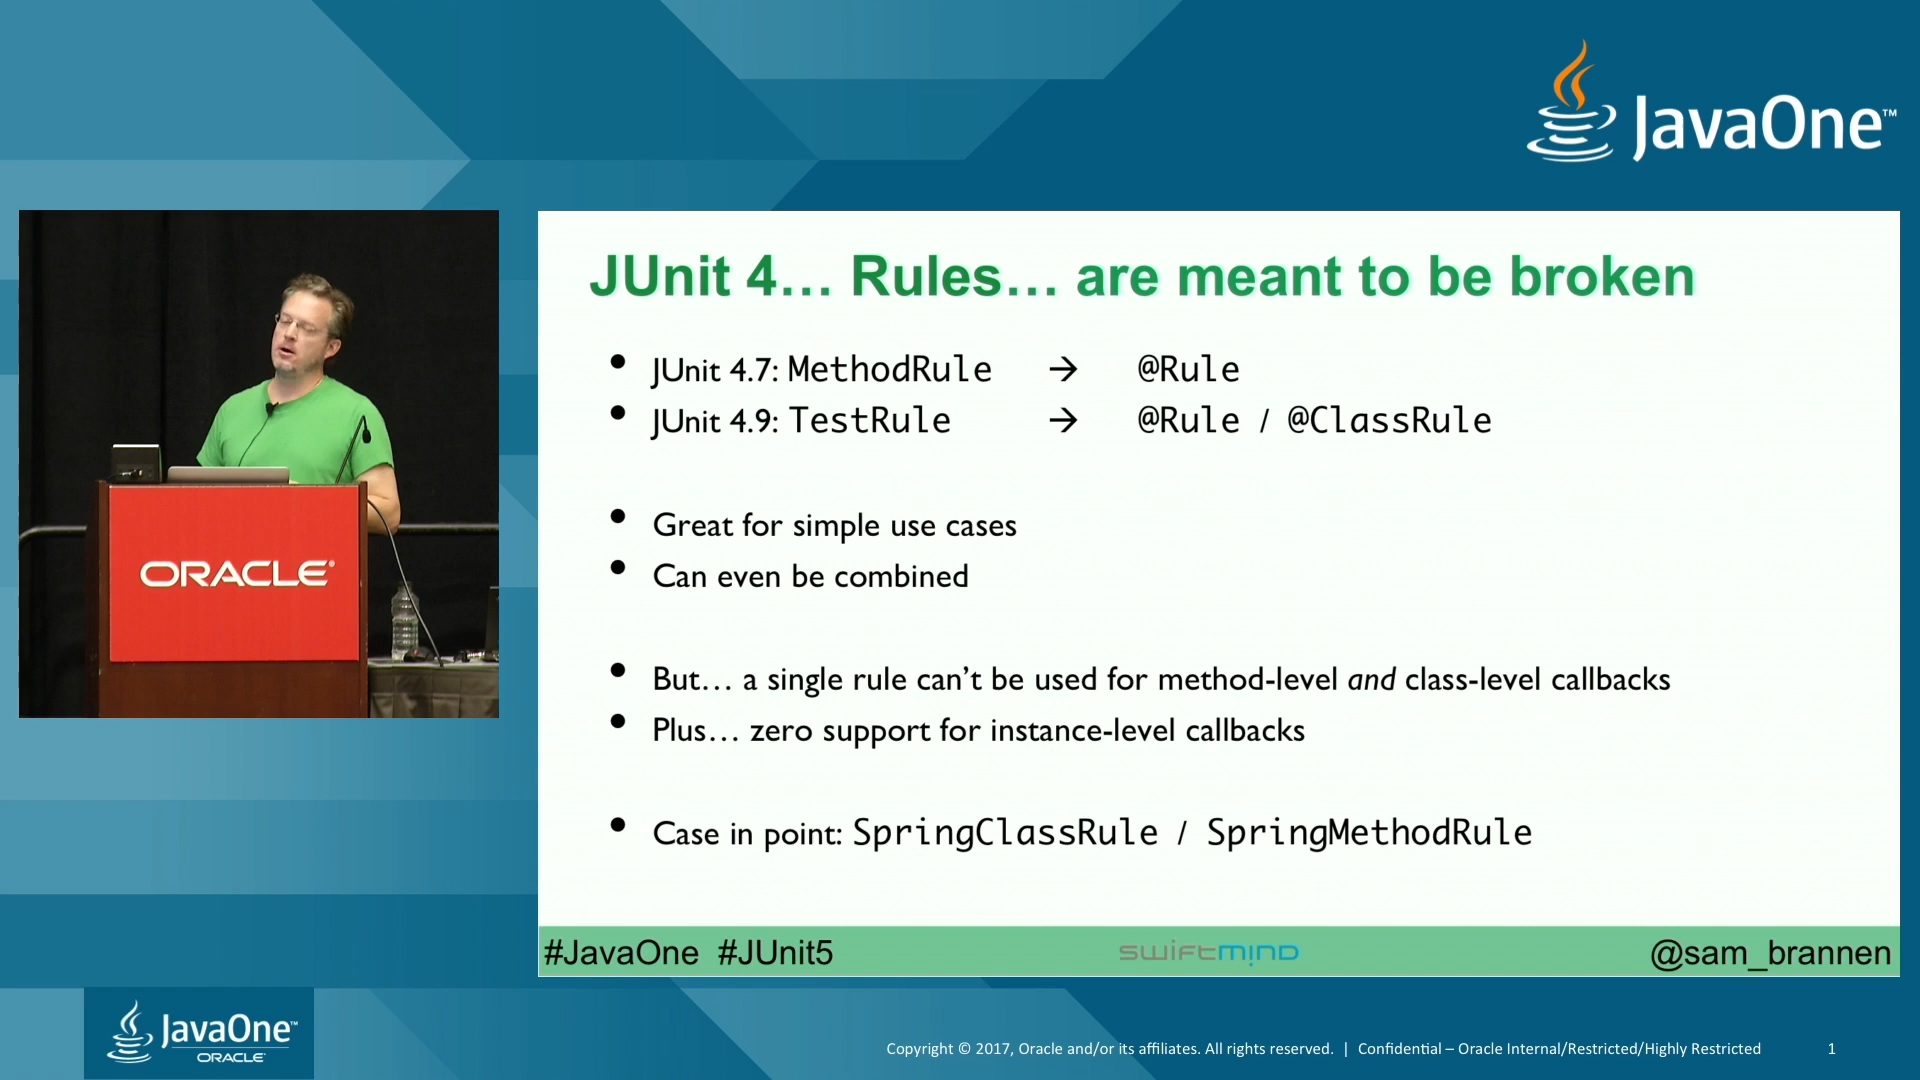 JavaOne™
JUnit 4… Rules… are meant to be broken
• JUnit 4.7: MethodRule → @Rule
• JUnit 4.9: TestRule → @Rule / @ClassRule
• Great for simple use cases
• Can even be combined
• But… a single rule can’t be used for method-level and class-level callbacks
• Plus… zero support for instance-level callbacks
• Case in point: SpringClassRule / SpringMethodRule
ORACLE®
#JavaOne #JUnit5 swiftmind @sam_brannen
JavaOne™
ORACLE®
Copyright © 2017, Oracle and/or its affiliates. All rights reserved. | Confidential – Oracle Internal/Restricted/Highly Restricted 1